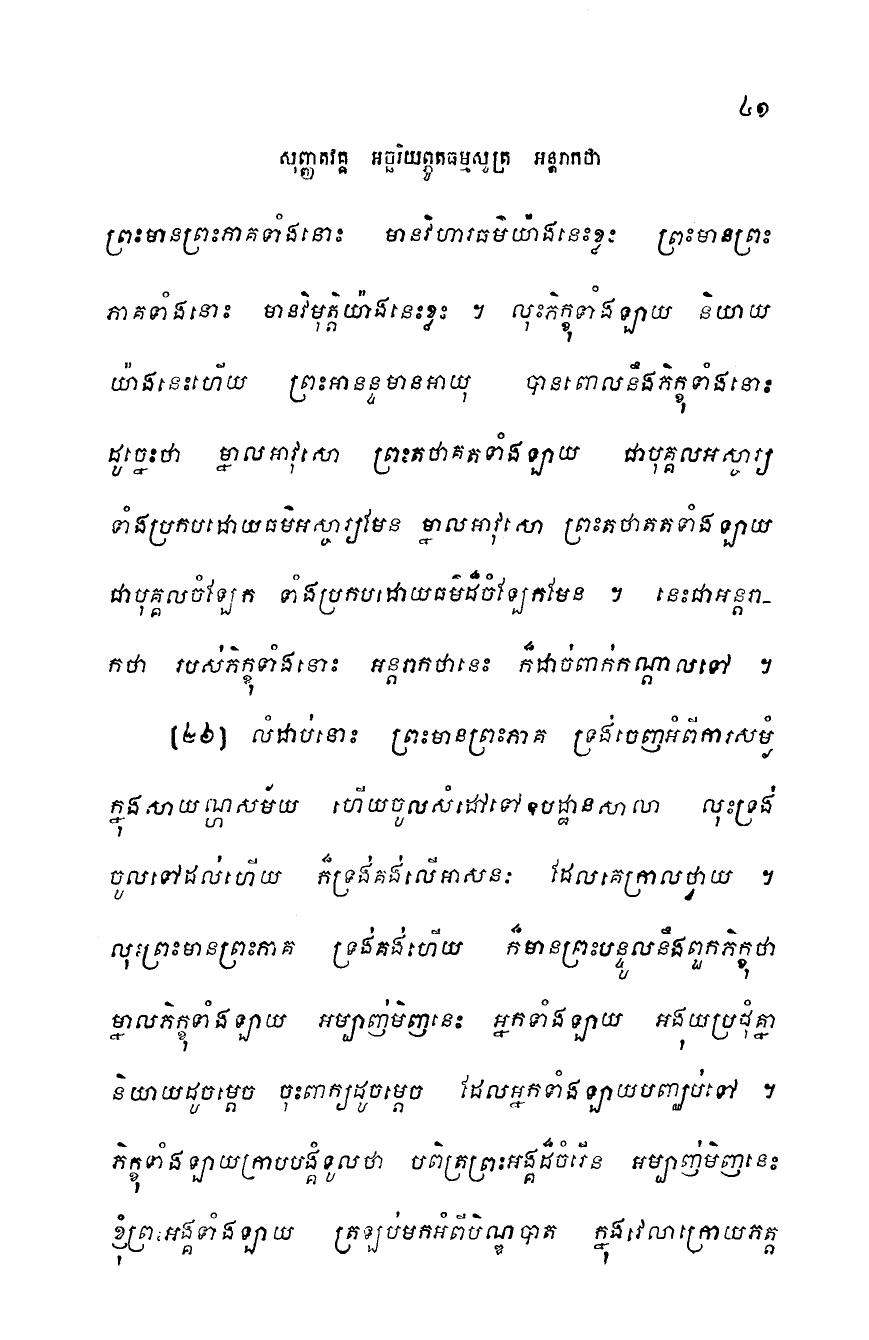 ៤១
សុញ្ញតវគ្គ អច្ឆរិយព្ភូតធម្មសូត្រ អន្តរាកថា
ព្រះមានព្រះភាគទាំងនោះ មានវិហារធម៌យ៉ាងនេះខ្លះ ព្រះមានព្រះ
ភាគទាំងនោះ មានវិមុត្តិយ៉ាងនេះខ្លះ ។ លុះភិក្ខុទាំងឡាយ និយាយ
យ៉ាងនេះហើយ ព្រះអានន្ទមានអាយុ បានពោលនឹងភិក្ខុទាំងនោះ
ដូច្នេះថា ម្នាលអាវុសោ ព្រះតថាគតទាំងឡាយ ជាបុគ្គលអស្ចារ្យ
ទាំងប្រកបដោយធម៌អស្ចារ្យមែន ម្នាលអាវុសោ ព្រះតថាគតទាំងឡាយ
ជាបុគ្គលចំឡែក ទាំងប្រកបដោយធម៌ដ៏ចំឡែកមែន ។ នេះជាអន្តរា-
កថា របស់ភិក្ខុទាំងនោះ អន្តរាកថានេះ ក៏ជាច់ពាក់កណ្តាលទៅ ។
[៤៦] លំដាប់នោះ ព្រះមានព្រះភាគ ទ្រង់ចេញអំពីការសម្ងំ
ក្នុងសាយណ្ហសម័យ ហើយចូលសំដៅទៅឧបដ្ឋានសាលា លុះទ្រង់
ចូលទៅដល់ហើយ ក៏ទ្រង់គង់លើអាសនៈ ដែលគេក្រាលថ្វាយ ។
លុះព្រះមានព្រះភាគ ទ្រង់គង់ហើយ ក៏មានព្រះបន្ទូលនឹងពួកភិក្ខុថា
ម្នាលភិក្ខុទាំងឡាយ អម្បាញ់មិញនេះ អ្នកទាំងឡាយ អង្គុយប្រជុំគ្នា
និយាយដូចម្តេច ចុះពាក្យដូចម្តេច ដែលអ្នកទាំងឡាយបញ្ឈប់ទៅ ។
ភិក្ខុទាំងឡាយក្រាបបង្គំទូលថា បពិត្រព្រះអង្គដ៏ចំរើន អម្បាញ់មិញនេះ
ខ្ញុំព្រះអង្គទាំងឡាយ ត្រឡប់មកអំពីបិណ្ឌបាត ក្នុងវេលាក្រោយភត្ត